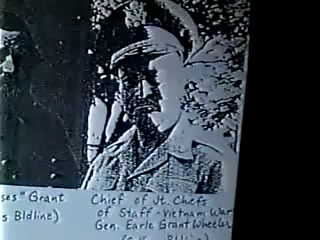 ses" Grant
s Bldline)
Chief of Jt. Chiefs
of Staff - Vietnam War
Gen. Earle Grant Wheeler